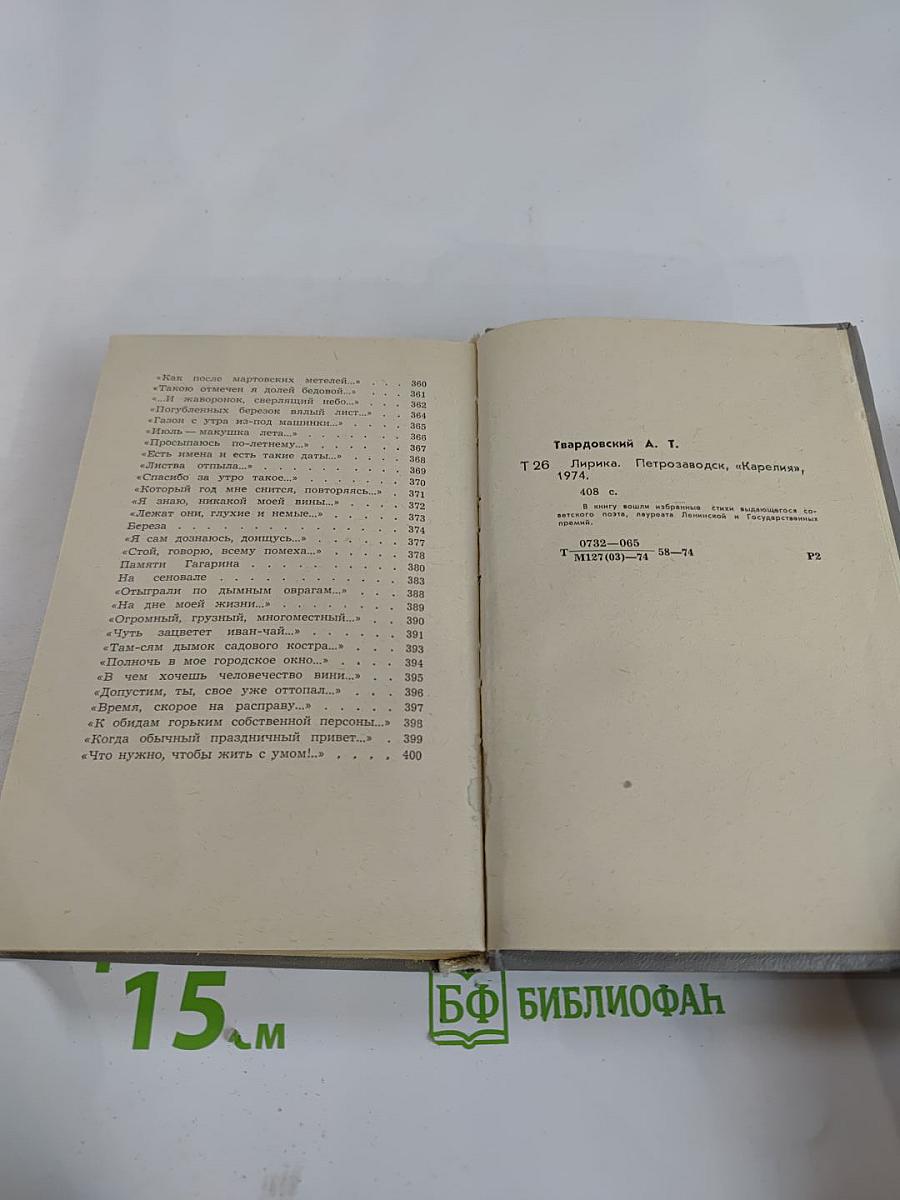 «Как после мартовских метелей...» . . . 360
«Такою отмечен я долей бедовой...» . . . 361
«...И жаворонок, сверлящий небо...» . . . 362
«Погубленных березок вялый лист...» . . . 364
«Газон с утра из-под машинки...» . . . . 365
«Июль — макушка лета...» . . . . . . . 366
«Просыпаюсь по-летнему...» . . . . . . 367
«Есть имена и есть такие даты...» . . . . 368
«Листва отпыла...» . . . . . . . . . . 369
«Спасибо за утро такое...» . . . . . . . 370
«Который год мне снится, повторяясь...» . 371
«Я знаю, никакой моей вины...» . . . . . 372
«Лежат они, глухие и немые...» . . . . . 373
Береза . . . . . . . . . . . . . . 374
«Я сам дознаюсь, доищусь...» . . . . . . 377
«Стой, говорю, всему помеха...» . . . . . 378
Памяти Гагарина . . . . . . . . . . 380
На сеновале . . . . . . . . . . . . 383
«Отыграли по дымным оврагам...» . . . 388
«На дне моей жизни...» . . . . . . . . 389
«Огромный, грузный, многоместный...» . . 390
«Чуть зацветет иван-чай...» . . . . . . 391
«Там-сям дымок садового костра...» . . . 393
«Полночь в мое городское окно...» . . . . 394
«В чем хочешь человечество вини...» . . 395
«Допустим, ты, свое уже оттопал...» . . . 396
«Время, скорое на расправу...» . . . . . 397
«К обидам горьким собственной персоны...» 398
«Когда обычный праздничный привет...» . 399
«Что нужно, чтобы жить с умом!..» . . . . 400
Твардовский А. Т.
Т 26 Лирика. Петрозаводск, «Карелия»,
1974.
408 с.
В книгу вошли избранные стихи выдающегося со-
ветского поэта, лауреата Ленинской и Государственных
премий.
0732—065
Т М127(03)—74 58—74 Р2
15 см
БФ БИБЛИОФАН